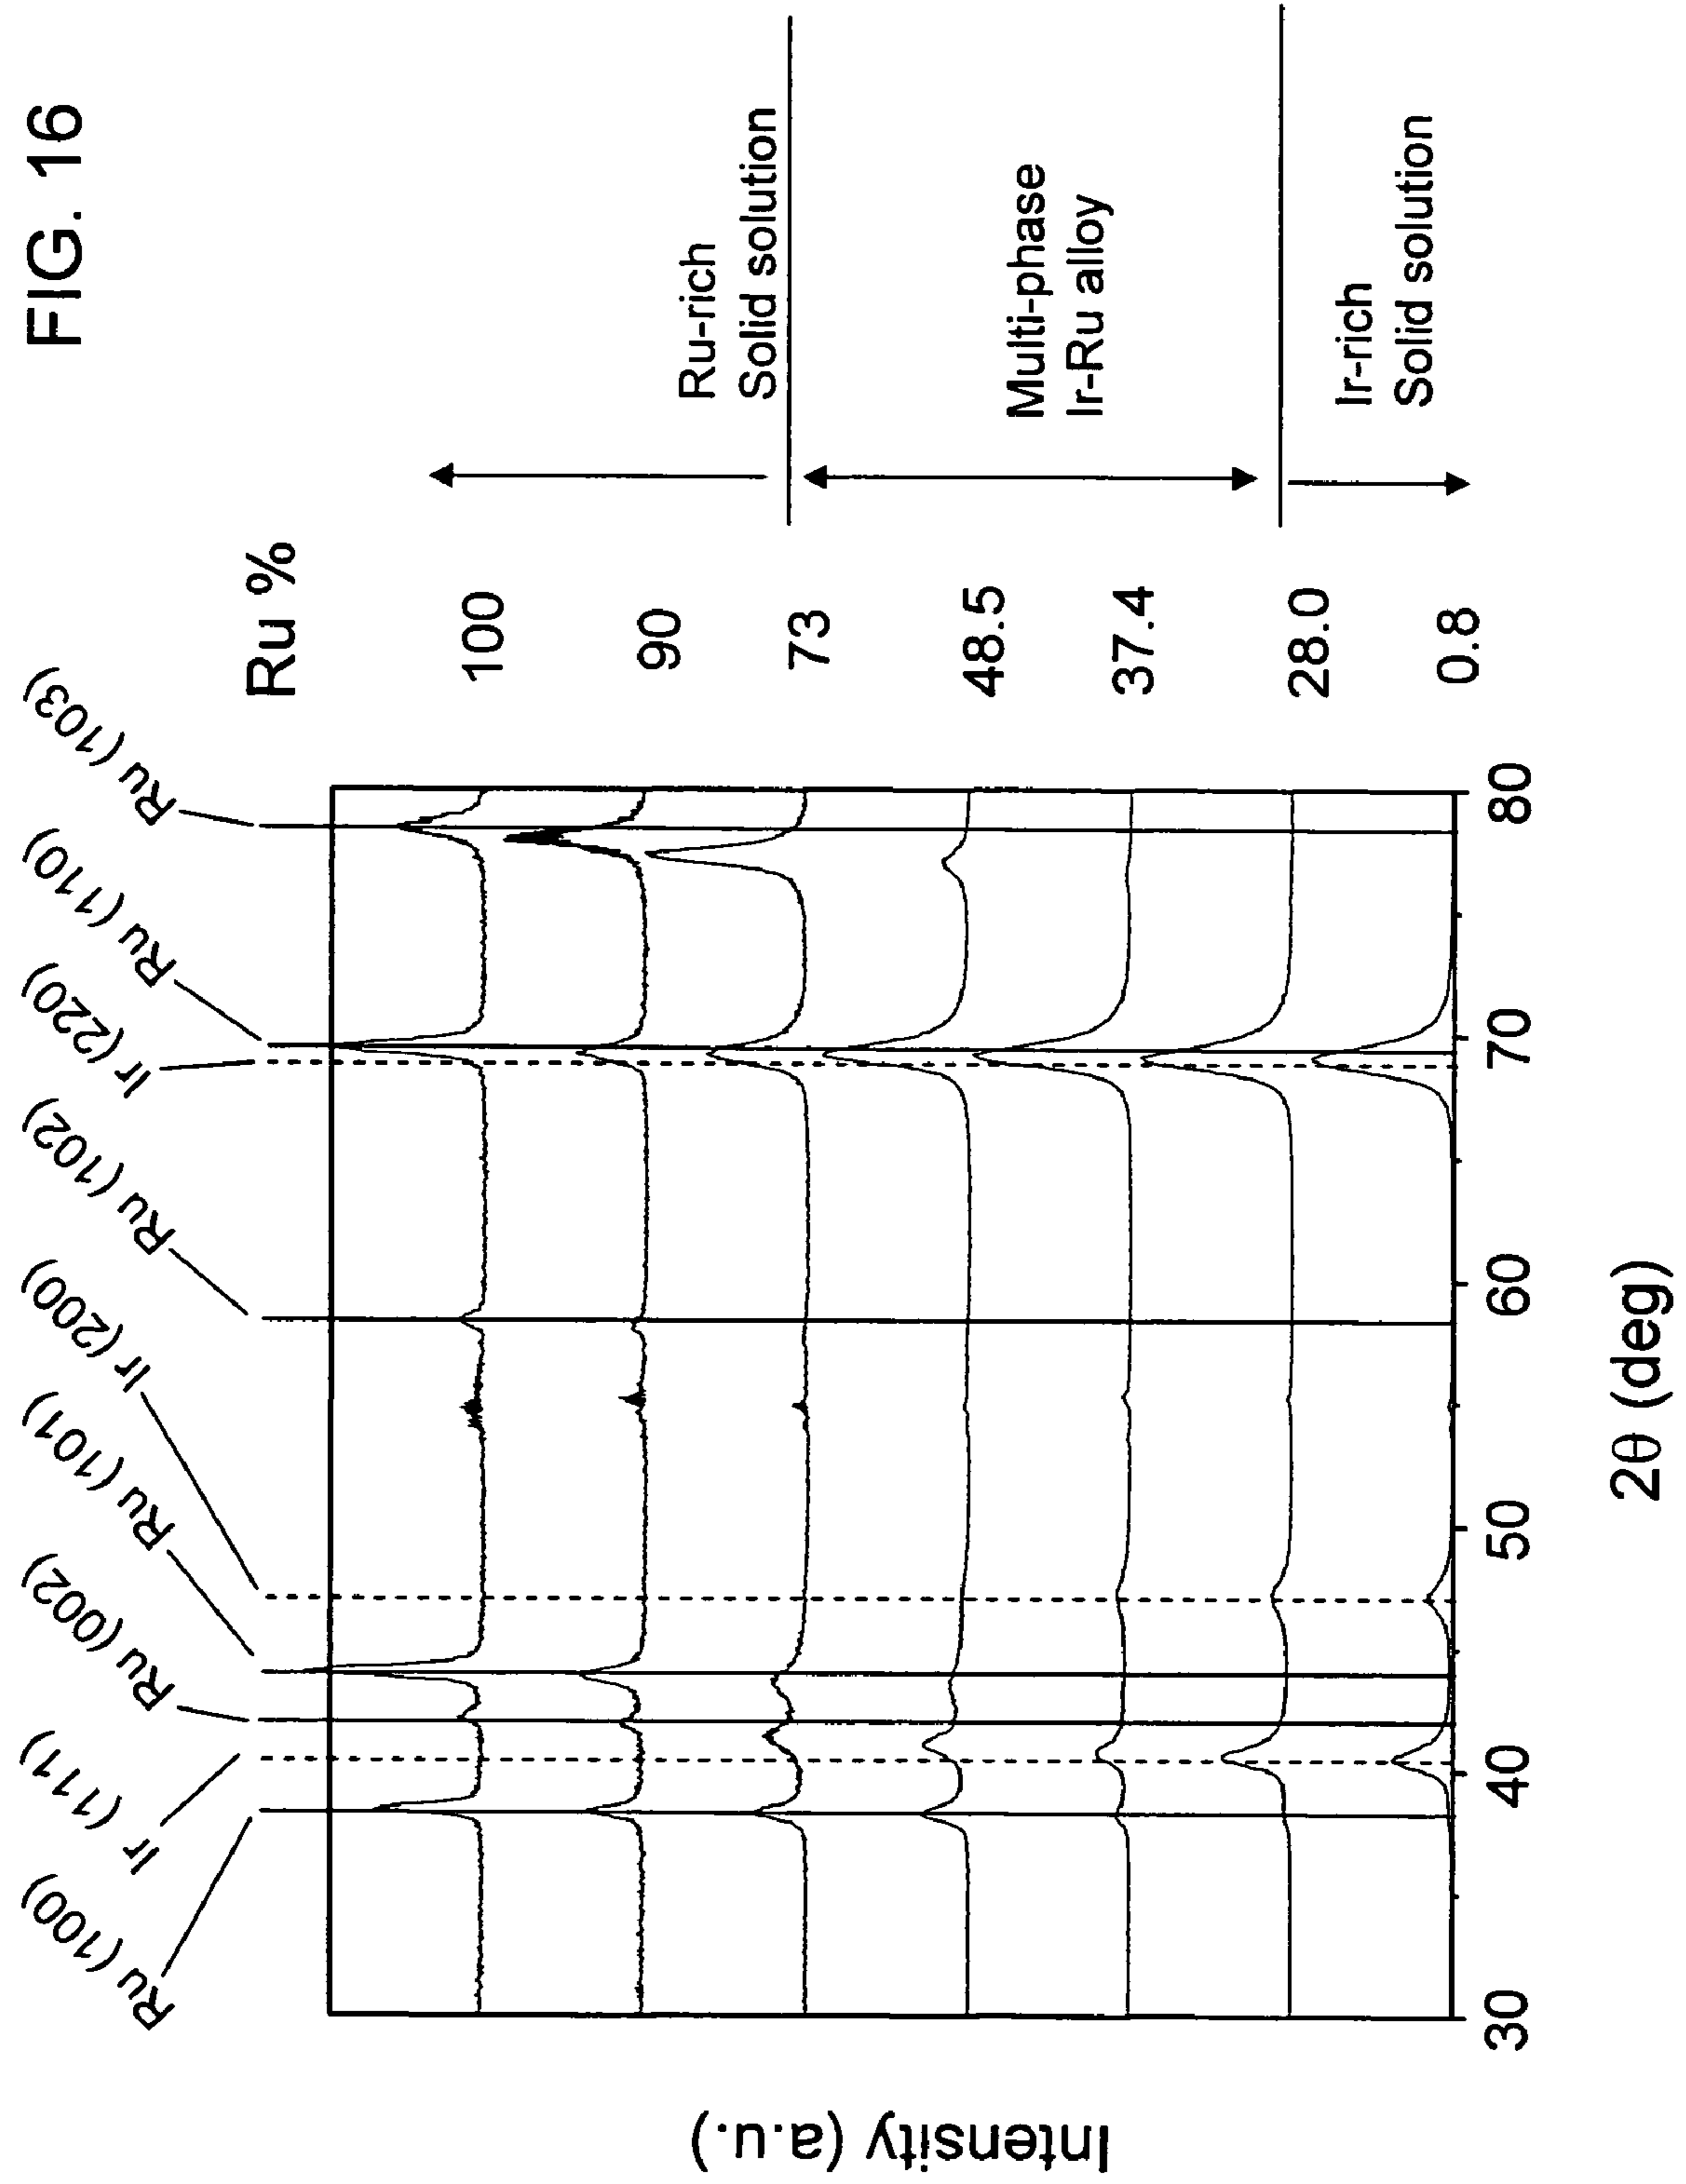 FIG. 16
Ru (100)
Ir (111)
Ru (002)
Ru (101)
Ir (200)
Ru (102)
Ir (220)
Ru (110)
Ru (103)
Ru %
100
90
73
48.5
37.4
28.0
0.8
Ru-rich
Solid solution
Multi-phase
Ir-Ru alloy
Ir-rich
Solid solution
Intensity (a.u.)
30
40
50
60
70
80
2θ (deg)